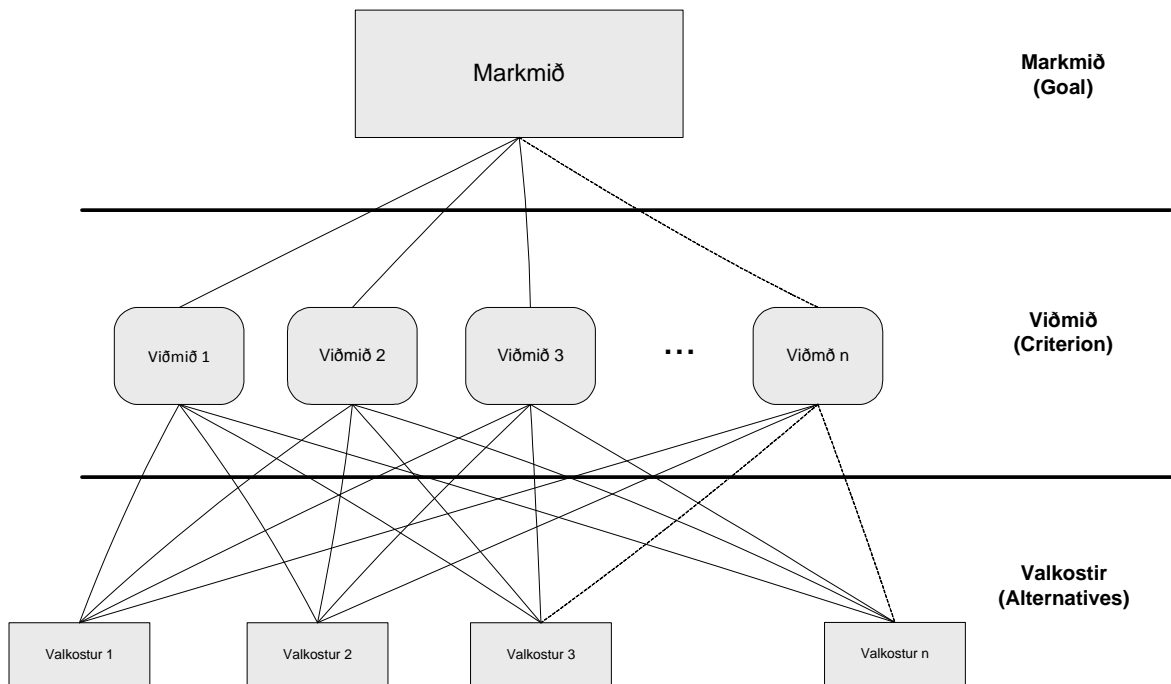 Markmið
Markmið
(Goal)
Viðmið 1
Viðmið 2
Viðmið 3
...
Viðmð n
Viðmið
(Criterion)
Valkostir
(Alternatives)
Valkostur 1
Valkostur 2
Valkostur 3
Valkostur n